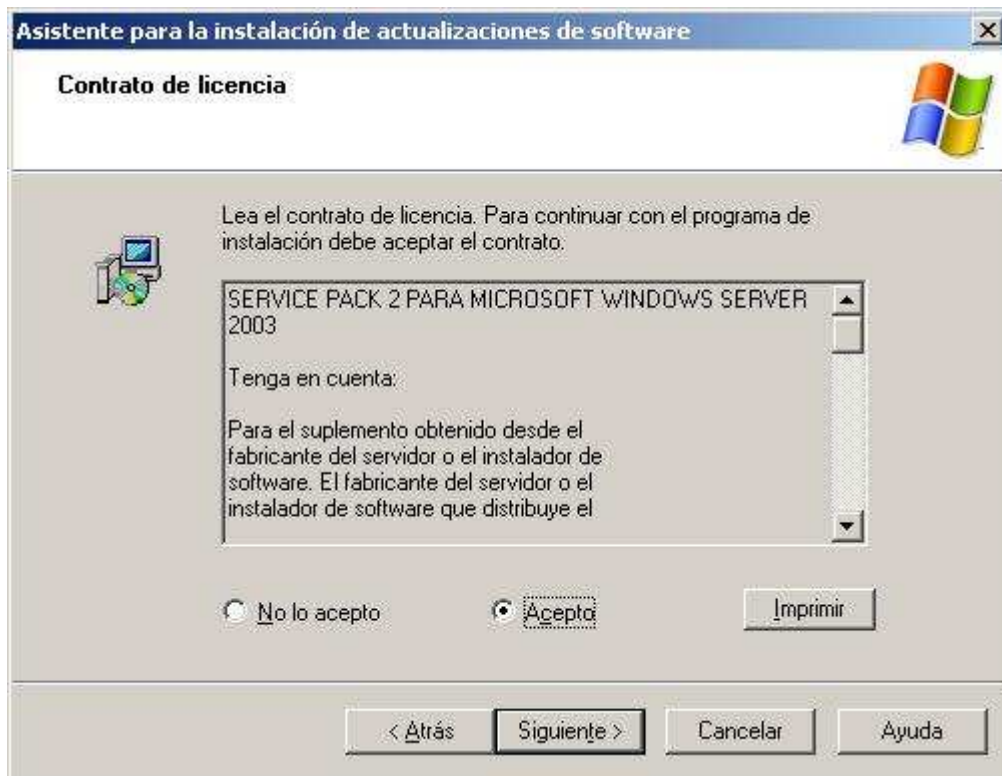 Asistente para la instalación de actualizaciones de software
Contrato de licencia
Lea el contrato de licencia. Para continuar con el programa de
instalación debe aceptar el contrato.
SERVICE PACK 2 PARA MICROSOFT WINDOWS SERVER
2003
Tenga en cuenta:
Para el suplemento obtenido desde el
fabricante del servidor o el instalador de
software. El fabricante del servidor o el
instalador de software que distribuye el
No lo acepto
Acepto
Imprimir
< Atrás
Siguiente >
Cancelar
Ayuda